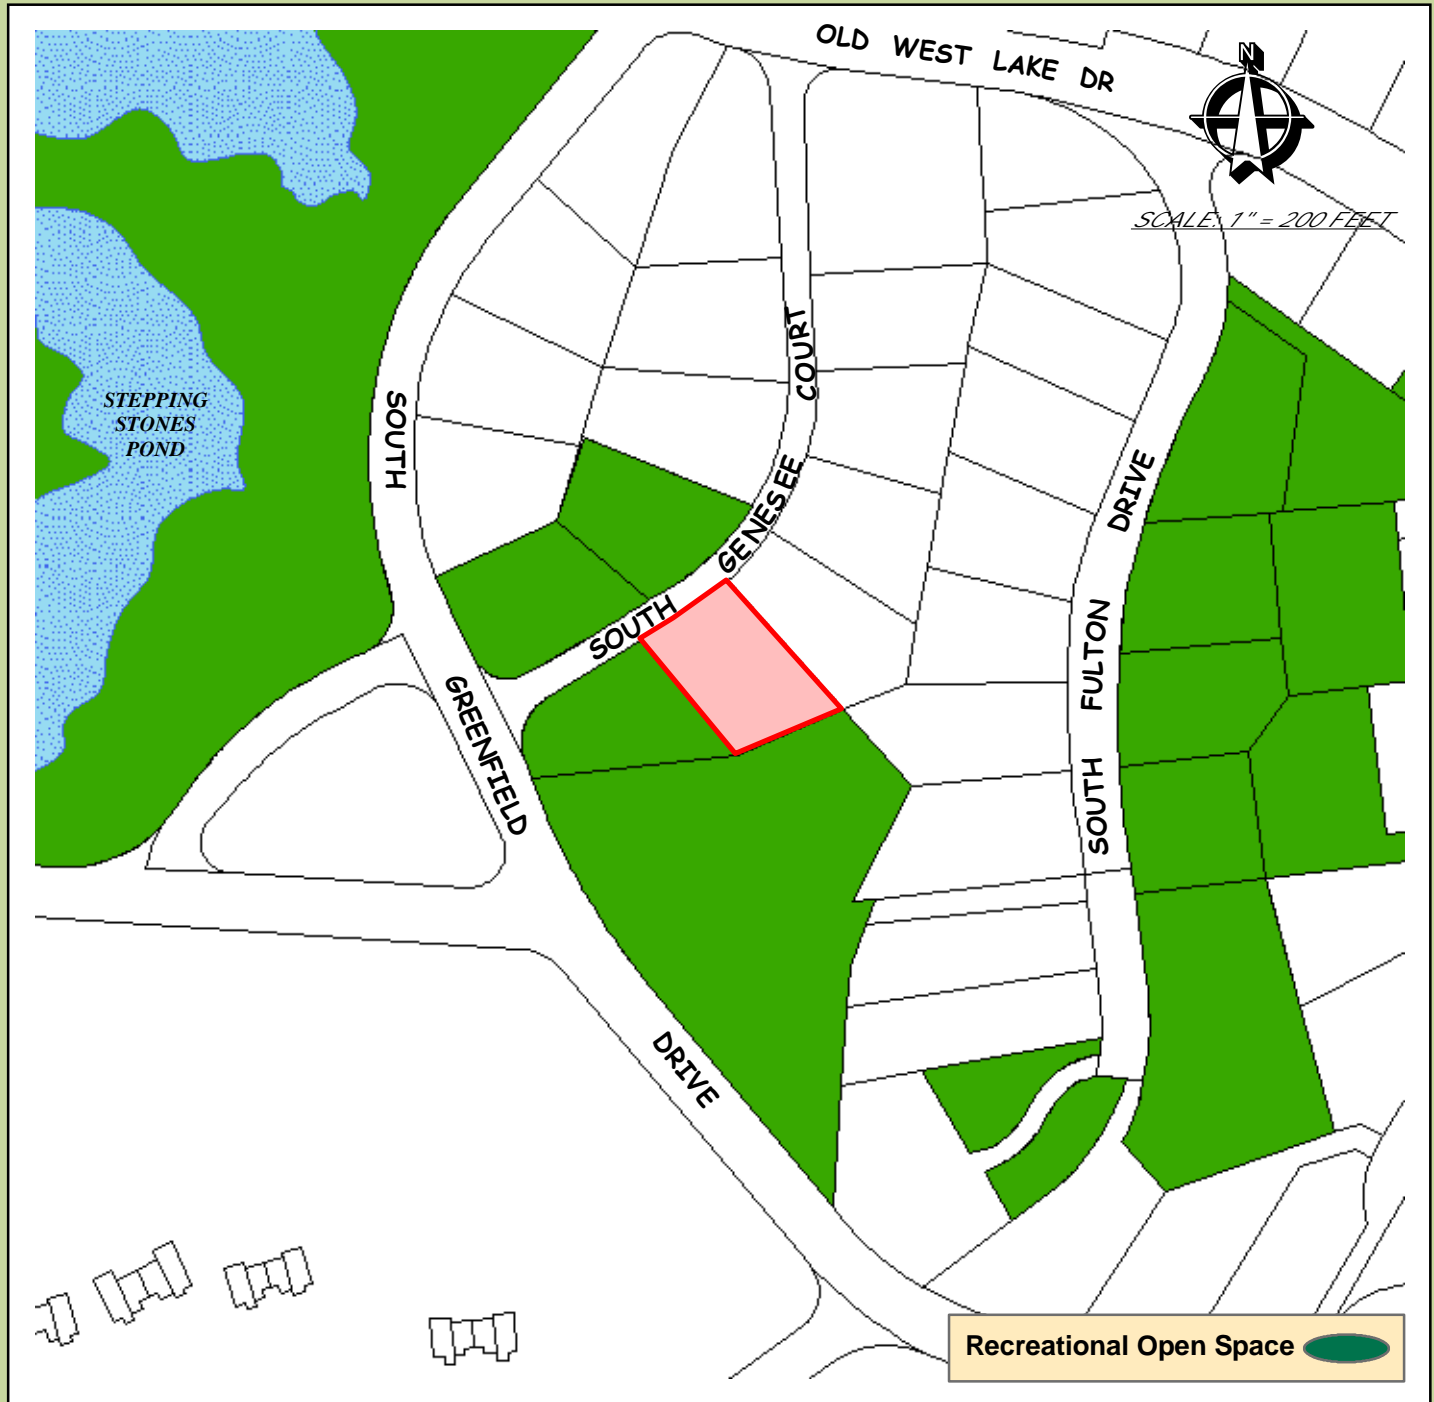 OLD WEST LAKE DR
N
SCALE: 1" = 200 FEET
STEPPING
STONES
POND
SOUTH
GREENFIELD
DRIVE
SOUTH
GENESEE
COURT
SOUTH
FULTON
DRIVE
Recreational Open Space